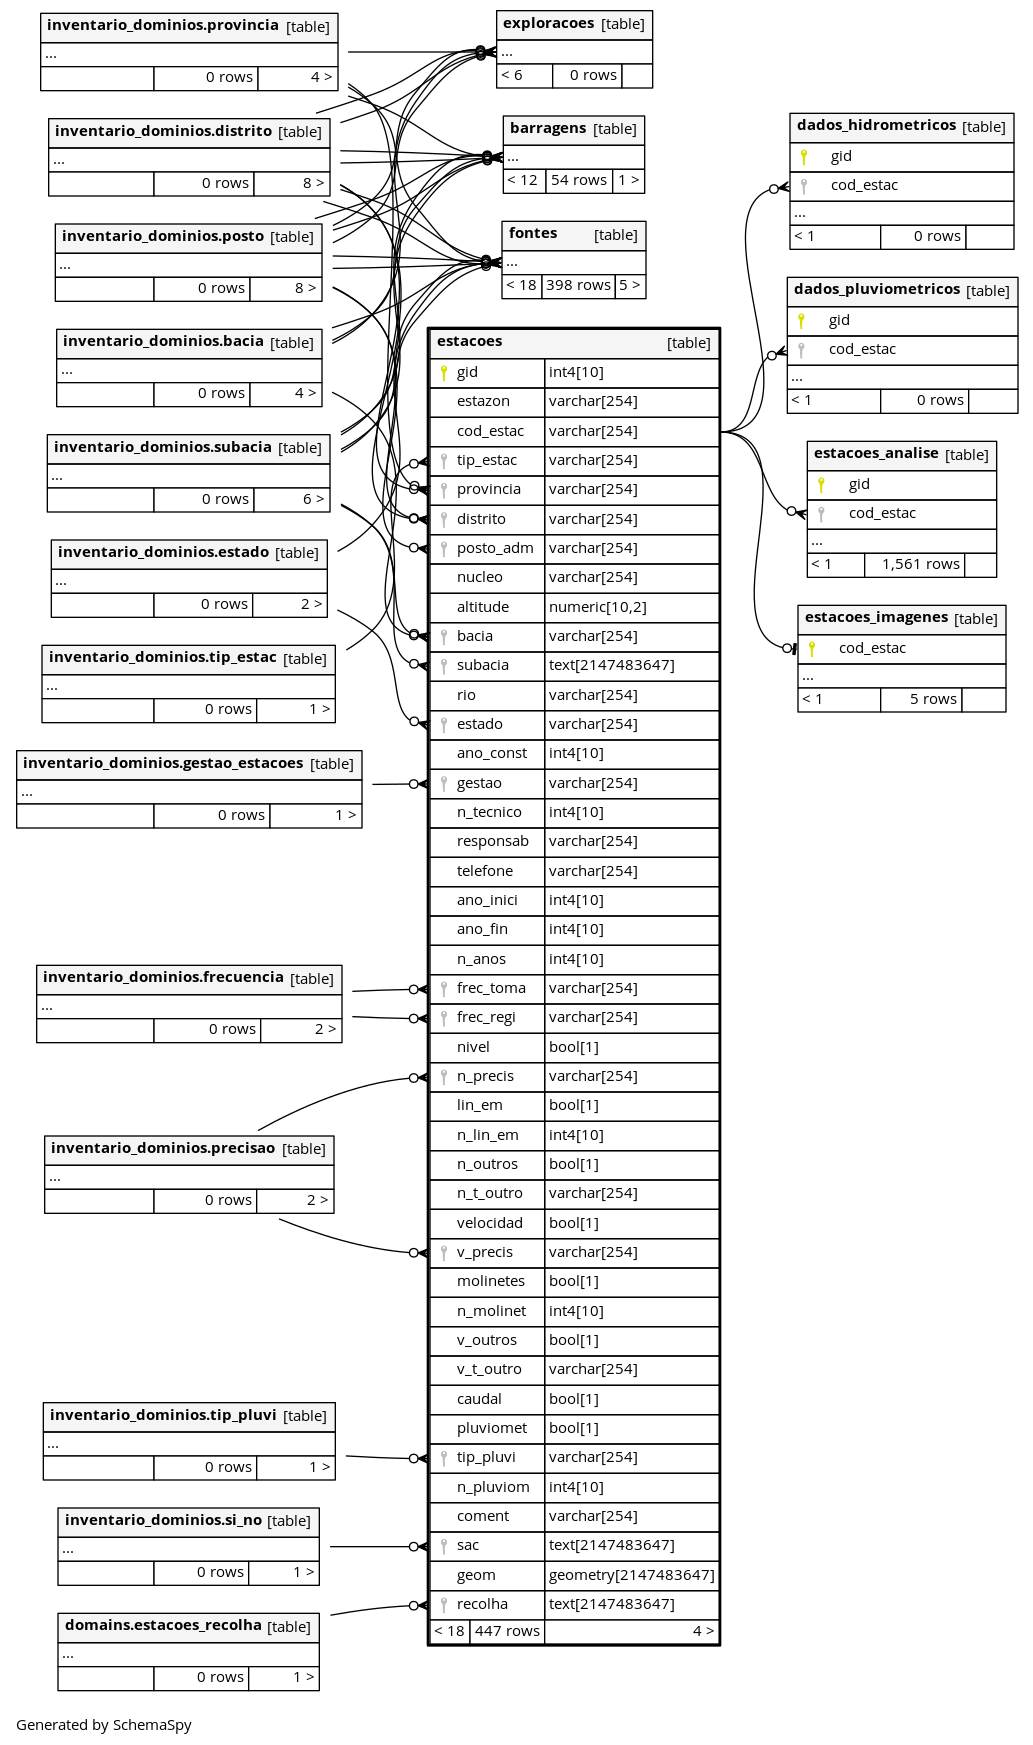 inventario_dominios.provincia [table]
...
0 rows 4 >
inventario_dominios.distrito [table]
...
0 rows 8 >
inventario_dominios.posto [table]
...
0 rows 8 >
inventario_dominios.bacia [table]
...
0 rows 4 >
inventario_dominios.subacia [table]
...
0 rows 6 >
inventario_dominios.estado [table]
...
0 rows 2 >
inventario_dominios.tip_estac [table]
...
0 rows 1 >
inventario_dominios.gestao_estacoes [table]
...
0 rows 1 >
inventario_dominios.frecuencia [table]
...
0 rows 2 >
inventario_dominios.precisao [table]
...
0 rows 2 >
inventario_dominios.tip_pluvi [table]
...
0 rows 1 >
inventario_dominios.si_no [table]
...
0 rows 1 >
domains.estacoes_recolha [table]
...
0 rows 1 >
exploracoes [table]
...
< 6 0 rows
barragens [table]
...
< 12 54 rows 1 >
fontes [table]
...
< 18 398 rows 5 >
estacoes [table]
gid int4[10]
estazon varchar[254]
cod_estac varchar[254]
tip_estac varchar[254]
provincia varchar[254]
distrito varchar[254]
posto_adm varchar[254]
nucleo varchar[254]
altitude numeric[10,2]
bacia varchar[254]
subacia text[2147483647]
rio varchar[254]
estado varchar[254]
ano_const int4[10]
gestao varchar[254]
n_tecnico int4[10]
responsab varchar[254]
telefone varchar[254]
ano_inici int4[10]
ano_fin int4[10]
n_anos int4[10]
frec_toma varchar[254]
frec_regi varchar[254]
nivel bool[1]
n_precis varchar[254]
lin_em bool[1]
n_lin_em int4[10]
n_outros bool[1]
n_t_outro varchar[254]
velocidad bool[1]
v_precis varchar[254]
molinetes bool[1]
n_molinet int4[10]
v_outros bool[1]
v_t_outro varchar[254]
caudal bool[1]
pluviomet bool[1]
tip_pluvi varchar[254]
n_pluviom int4[10]
coment varchar[254]
sac text[2147483647]
geom geometry[2147483647]
recolha text[2147483647]
< 18 447 rows 4 >
dados_hidrometricos [table]
gid
cod_estac
...
< 1 0 rows
dados_pluviometricos [table]
gid
cod_estac
...
< 1 0 rows
estacoes_analise [table]
gid
cod_estac
...
< 1 1,561 rows
estacoes_imagenes [table]
cod_estac
...
< 1 5 rows
Generated by SchemaSpy